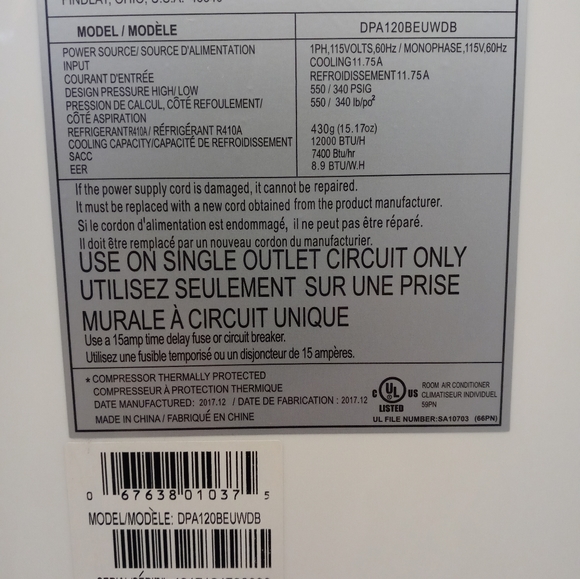 FINDLAY, OHIO, U.S.A.
MODEL / MODÈLE DPA120BEUWDB
POWER SOURCE/ SOURCE D'ALIMENTATION 1PH,115VOLTS,60Hz / MONOPHASE,115V,60Hz
INPUT COOLING11.75A
COURANT D'ENTRÉE REFROIDISSEMENT11.75A
DESIGN PRESSURE HIGH/ LOW 550 / 340 PSIG
PRESSION DE CALCUL, CÔTÉ REFOULEMENT/ 550 / 340 lb/po²
CÔTÉ ASPIRATION
REFRIGERANTR410A/ RÉFRIGÉRANT R410A 430g (15.17oz)
COOLING CAPACITY/CAPACITÉ DE REFROIDISSEMENT 12000 BTU/H
SACC 7400 Btu/hr
EER 8.9 BTU/W.H
If the power supply cord is damaged, it cannot be repaired.
It must be replaced with a new cord obtained from the product manufacturer.
Si le cordon d'alimentation est endommagé, il ne peut pas être réparé.
Il doit être remplacé par un nouveau cordon du manufacturier.
USE ON SINGLE OUTLET CIRCUIT ONLY
UTILISEZ SEULEMENT SUR UNE PRISE
MURALE À CIRCUIT UNIQUE
Use a 15amp time delay fuse or circuit breaker.
Utilisez une fusible temporisé ou un disjoncteur de 15 ampères.
* COMPRESSOR THERMALLY PROTECTED
COMPRESSEUR À PROTECTION THERMIQUE
DATE MANUFACTURED: 2017.12 / DATE DE FABRICATION : 2017.12
MADE IN CHINA / FABRIQUÉ EN CHINE
C UL US
LISTED
ROOM AIR CONDITIONER
CLIMATISEUR INDIVIDUEL
59PN
UL FILE NUMBER:SA10703 (66PN)
0 67638 01037 5
MODEL/MODÈLE: DPA120BEUWDB